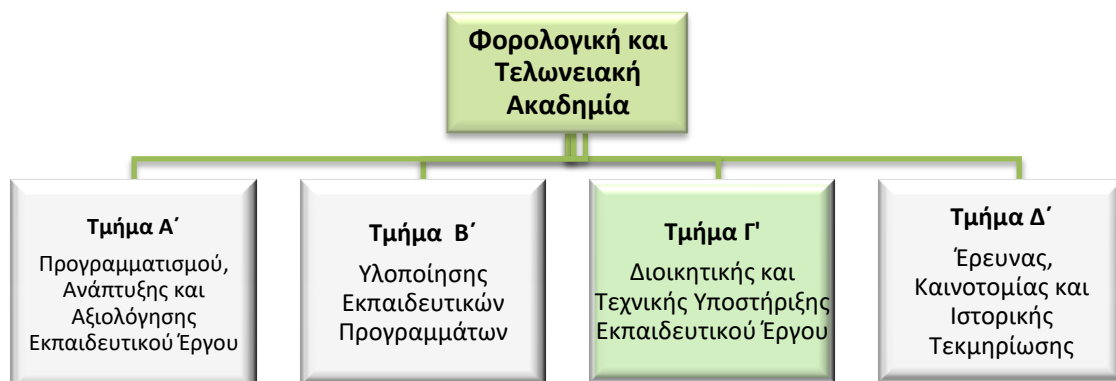 Φορολογική και
Τελωνειακή
Ακαδημία
Τμήμα Α΄
Προγραμματισμού,
Ανάπτυξης και
Αξιολόγησης
Εκπαιδευτικού Έργου
Τμήμα Β΄
Υλοποίησης
Εκπαιδευτικών
Προγραμμάτων
Τμήμα Γ'
Διοικητικής και
Τεχνικής Υποστήριξης
Εκπαιδευτικού Έργου
Τμήμα Δ΄
Έρευνας,
Καινοτομίας και
Ιστορικής
Τεκμηρίωσης